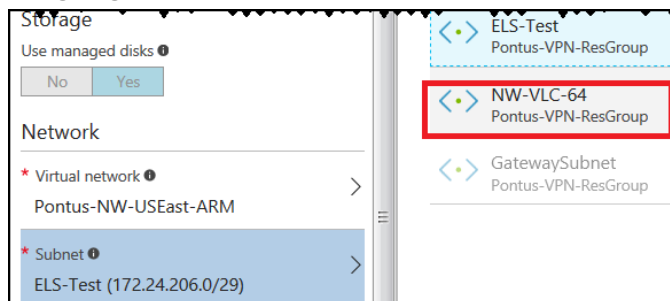 Storage
Use managed disks
No Yes
Network
* Virtual network
Pontus-NW-USEast-ARM
* Subnet
ELS-Test (172.24.206.0/29)
ELS-Test
Pontus-VPN-ResGroup
NW-VLC-64
Pontus-VPN-ResGroup
GatewaySubnet
Pontus-VPN-ResGroup